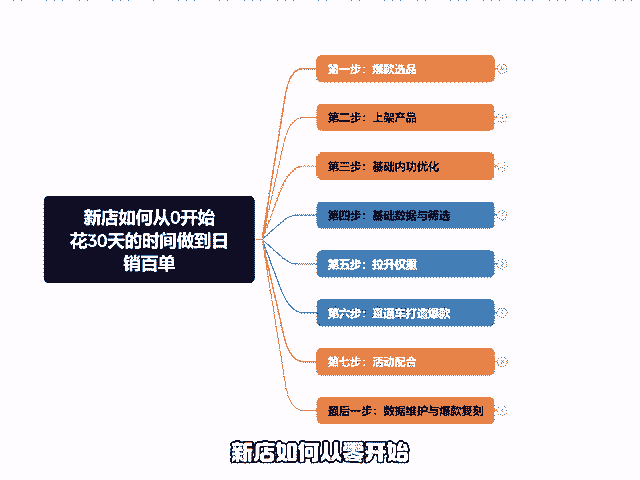 新店如何从0开始
花30天的时间做到日
销百单
第一步：爆款选品
第二步：上架产品
第三步：基础内功优化
第四步：基础数据与筛选
第五步：拉升权重
第六步：直通车打造爆款
第七步：活动配合
最后一步：数据维护与爆款复刻
新店如何从零开始